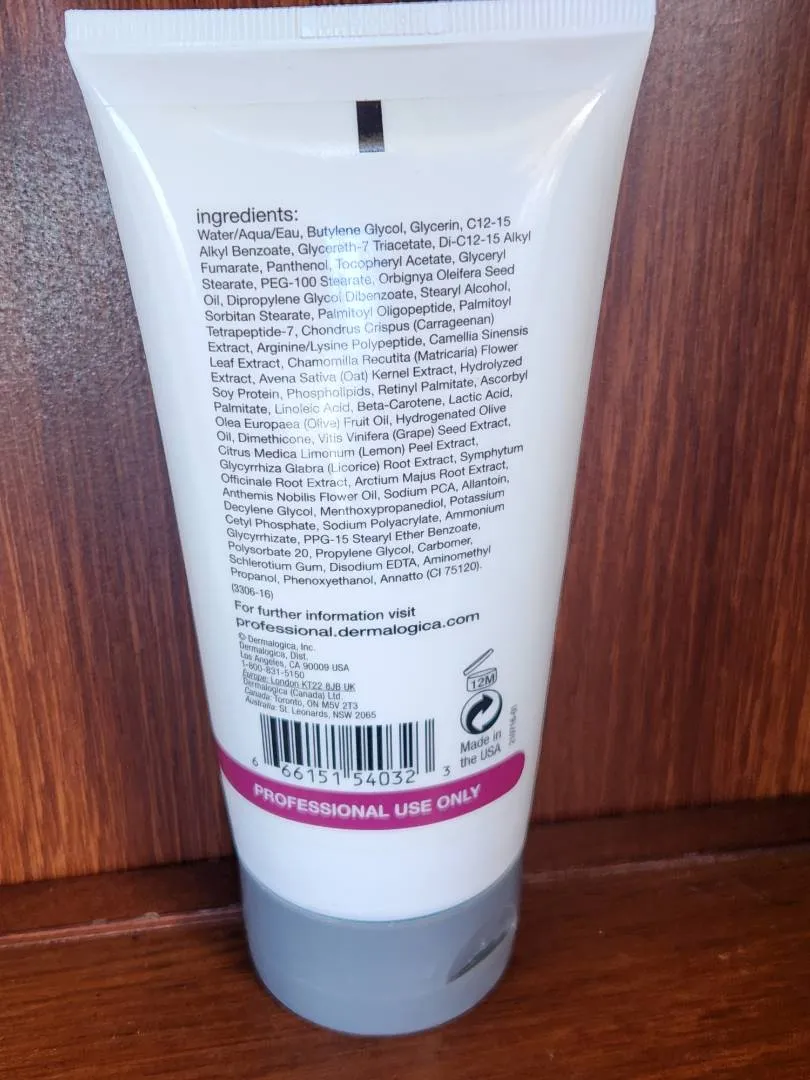 ingredients:
Water/Aqua/Eau, Butylene Glycol, Glycerin, C12-15
Alkyl Benzoate, Glycereth-7 Triacetate, Di-C12-15 Alkyl
Fumarate, Panthenol, Tocopheryl Acetate, Glyceryl
Stearate, PEG-100 Stearate, Orbignya Oleifera Seed
Oil, Dipropylene Glycol Dibenzoate, Stearyl Alcohol,
Sorbitan Stearate, Palmitoyl Oligopeptide, Palmitoyl
Tetrapeptide-7, Chondrus Crispus (Carrageenan)
Extract, Arginine/Lysine Polypeptide, Camellia Sinensis
Leaf Extract, Chamomilla Recutita (Matricaria) Flower
Extract, Avena Sativa (Oat) Kernel Extract, Hydrolyzed
Soy Protein, Phospholipids, Retinyl Palmitate, Ascorbyl
Palmitate, Linoleic Acid, Beta-Carotene, Lactic Acid,
Olea Europaea (Olive) Fruit Oil, Hydrogenated Olive
Oil, Dimethicone, Vitis Vinifera (Grape) Seed Extract,
Citrus Medica Limonum (Lemon) Peel Extract,
Glycyrrhiza Glabra (Licorice) Root Extract, Symphytum
Officinale Root Extract, Arctium Majus Root Extract,
Anthemis Nobilis Flower Oil, Sodium PCA, Allantoin,
Decylene Glycol, Menthoxypropanediol, Potassium
Cetyl Phosphate, Sodium Polyacrylate, Ammonium
Glycyrrhizate, PPG-15 Stearyl Ether Benzoate,
Polysorbate 20, Propylene Glycol, Carbomer,
Schlerotium Gum, Disodium EDTA, Aminomethyl
Propanol, Phenoxyethanol, Annatto (CI 75120).
(3306-16)
For further information visit
professional.dermalogica.com
© Dermalogica, Inc.
Dermalogica, Dist.
Los Angeles, CA 90009 USA
1-800-831-5150
Europe: London KT22 8JB UK
Dermalogica (Canada) Ltd.
Canada: Toronto, ON M5V 2T3
Australia: St. Leonards, NSW 2065
12M
Made in
the USA
6 66151 54032 3
PROFESSIONAL USE ONLY